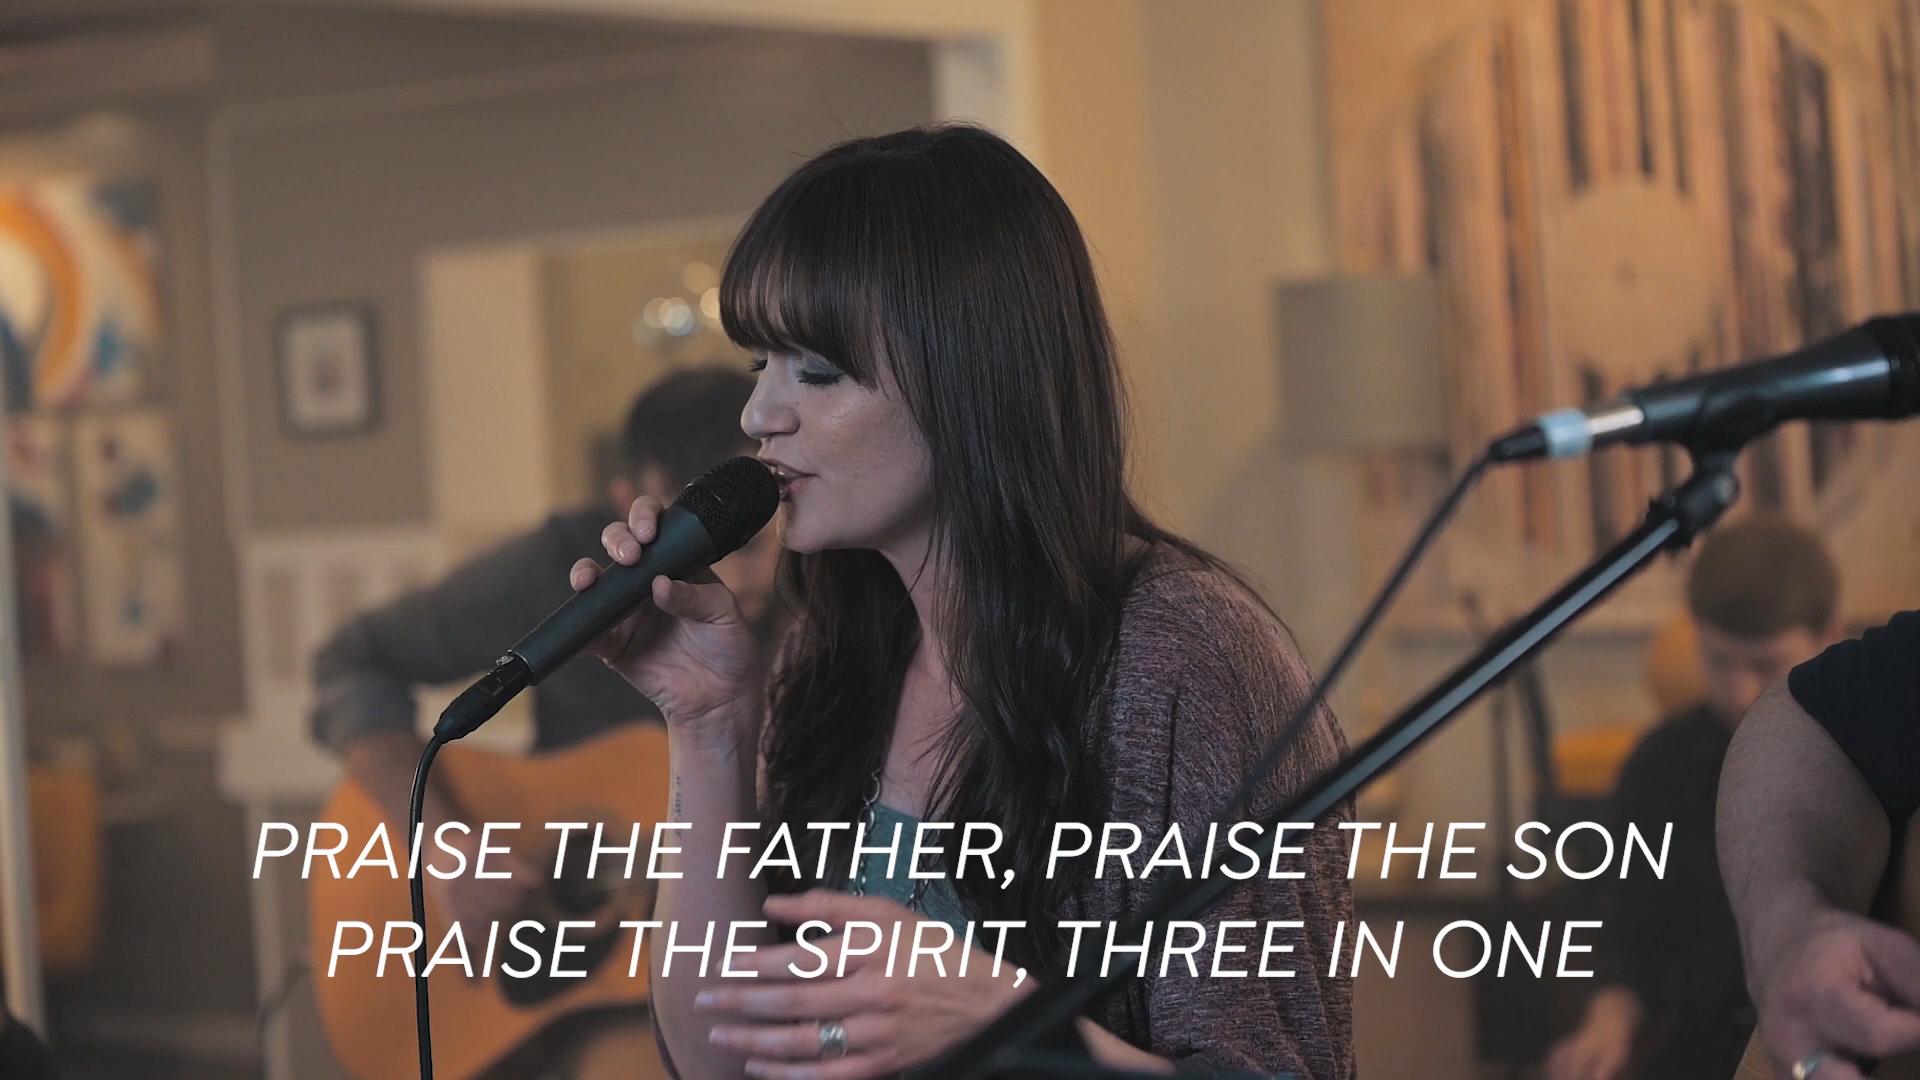 PRAISE THE FATHER, PRAISE THE SON
PRAISE THE SPIRIT, THREE IN ONE